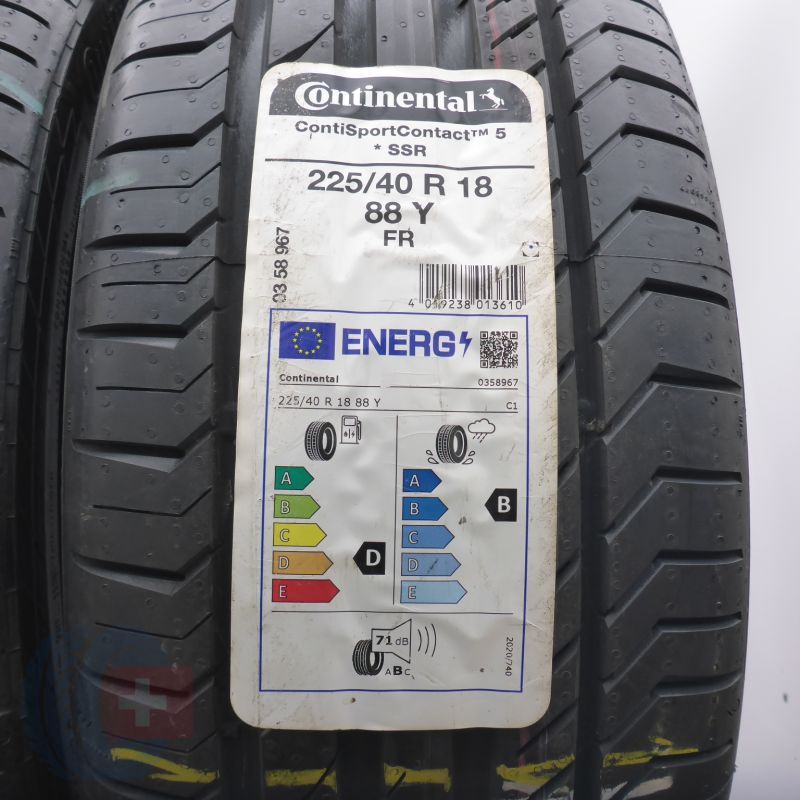 Continental
ContiSportContact™ 5
* SSR
225/40 R 18
88 Y
FR
03 58 967
4 019238 013610
ENERG
Continental 0358967
225/40 R 18 88 Y C1
A
B
C
D
E
D
A
B
C
D
E
B
71 dB
ABC
2020/740